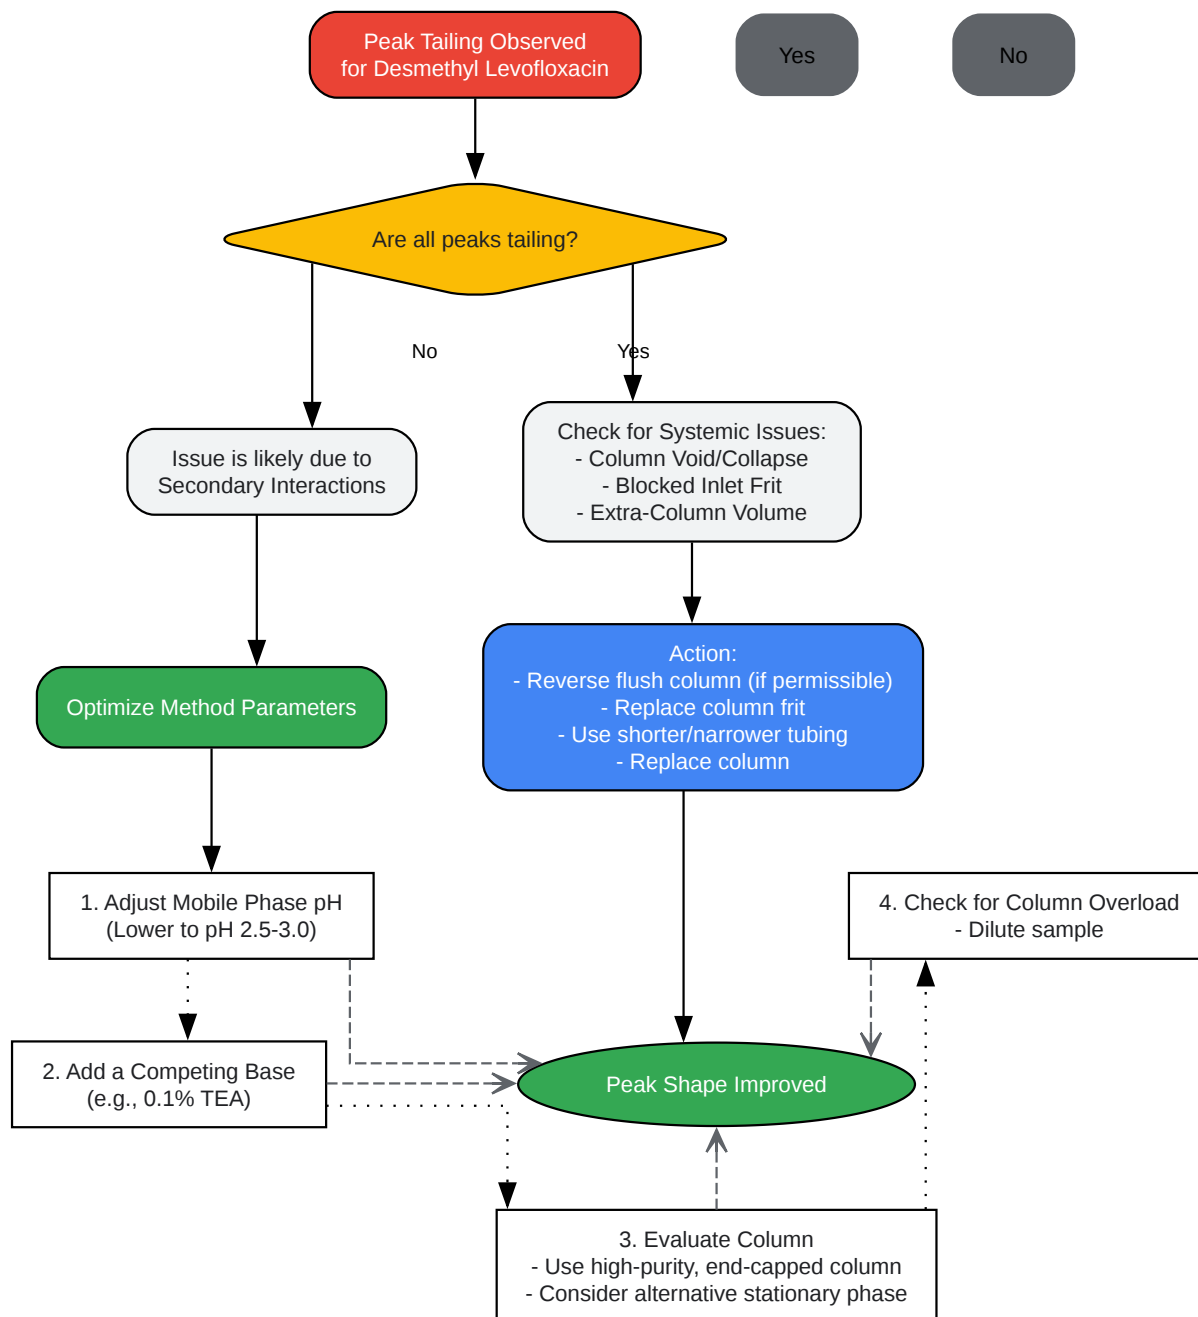 Peak Tailing Observed
for Desmethyl Levofloxacin
Yes
No
Are all peaks tailing?
No
Yes
Issue is likely due to
Secondary Interactions
Check for Systemic Issues:
- Column Void/Collapse
- Blocked Inlet Frit
- Extra-Column Volume
Optimize Method Parameters
Action:
- Reverse flush column (if permissible)
- Replace column frit
- Use shorter/narrower tubing
- Replace column
1. Adjust Mobile Phase pH
(Lower to pH 2.5-3.0)
4. Check for Column Overload
- Dilute sample
2. Add a Competing Base
(e.g., 0.1% TEA)
Peak Shape Improved
3. Evaluate Column
- Use high-purity, end-capped column
- Consider alternative stationary phase